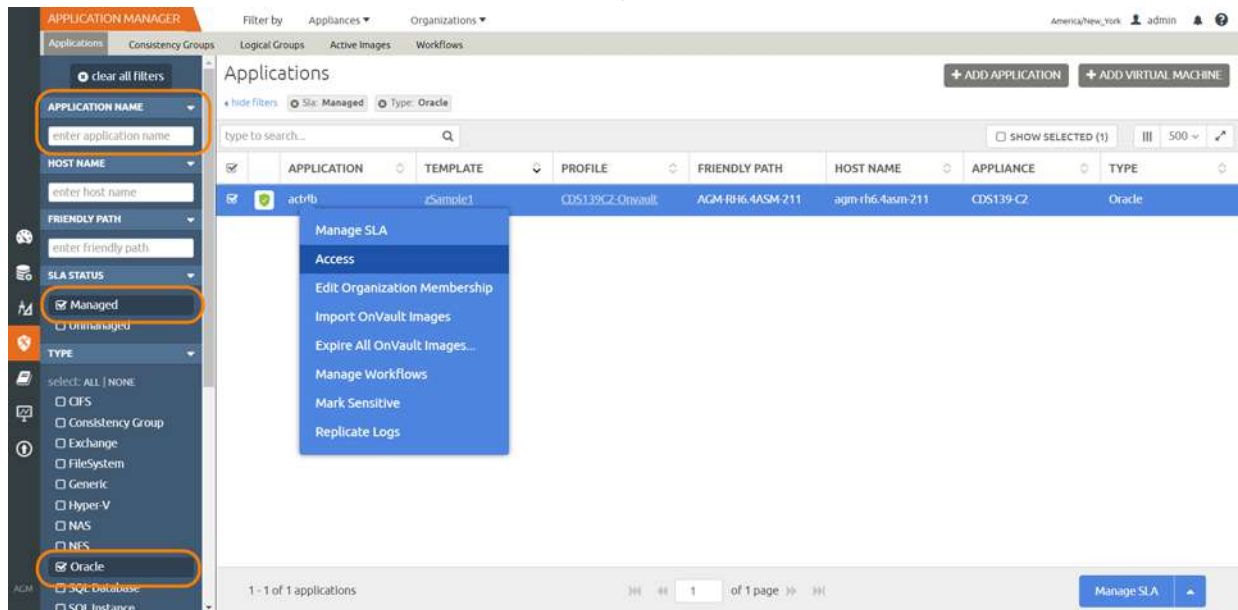 APPLICATION MANAGER
Filter by Appliances Organizations
America/New_York admin
Applications Consistency Groups Logical Groups Active Images Workflows
clear all filters
Applications
+ ADD APPLICATION + ADD VIRTUAL MACHINE
APPLICATION NAME
hide filters Sla: Managed Type: Oracle
enter application name
type to search...
SHOW SELECTED (1) 500
HOST NAME
APPLICATION TEMPLATE PROFILE FRIENDLY PATH HOST NAME APPLIANCE TYPE
enter host name
actdb zSample1 CDS139C2-Onvault AGM-RH6.4ASM-211 agm-rh6.4asm-211 CDS139-C2 Oracle
FRIENDLY PATH
enter friendly path
SLA STATUS
Managed
Unmanaged
TYPE
select: ALL | NONE
CIFS
Consistency Group
Exchange
FileSystem
Generic
Hyper-V
NAS
NFS
Oracle
SQL Database
SQL Instance
Manage SLA
Access
Edit Organization Membership
Import OnVault Images
Expire All OnVault Images...
Manage Workflows
Mark Sensitive
Replicate Logs
AGM
1 - 1 of 1 applications
1 of 1 page
Manage SLA